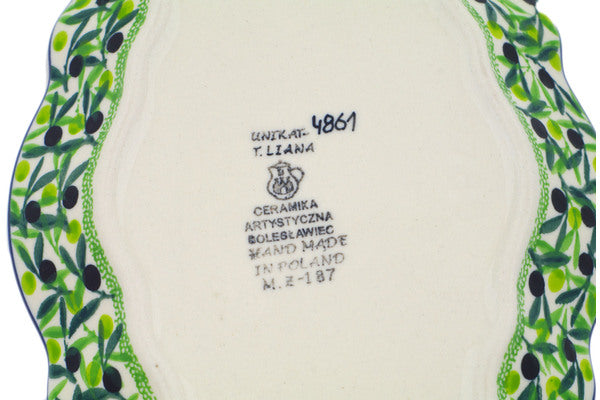 UNIKAT- 4861
T. LIANA
CERAMIKA
ARTYSTYCZNA
BOLESŁAWIEC
HAND MADE
IN POLAND
M.Z-187